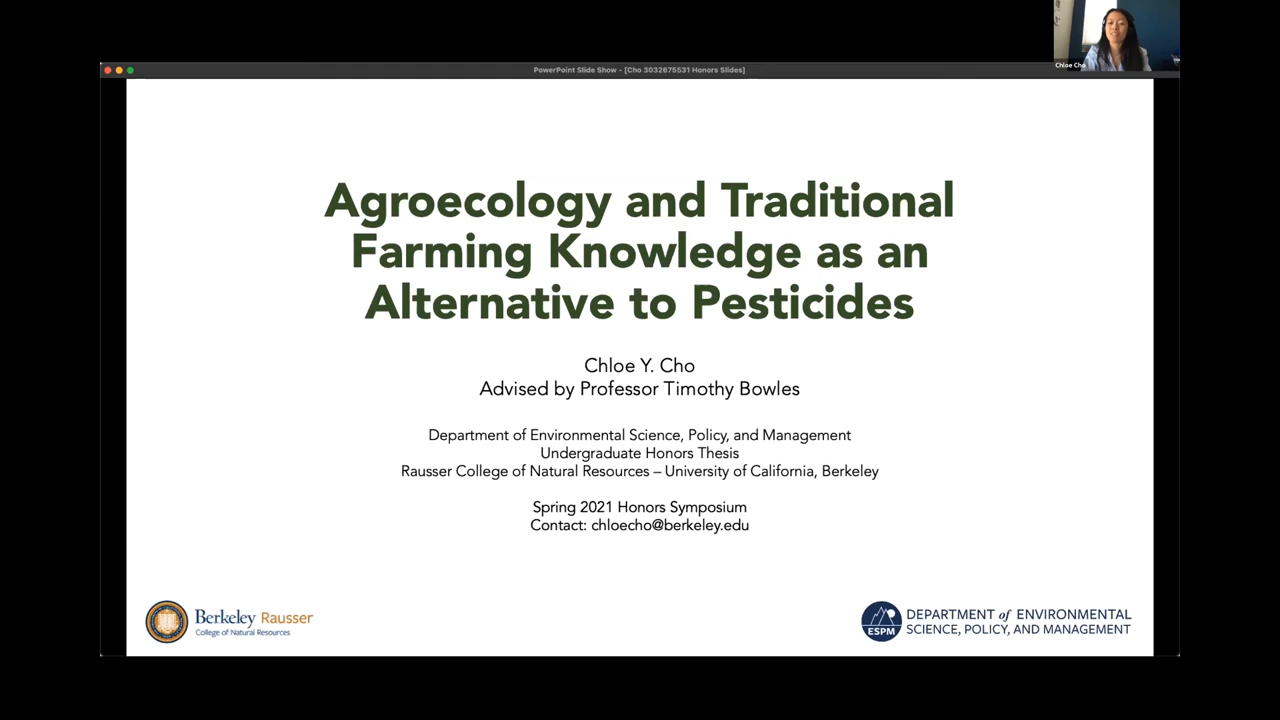 Chloe Cho
PowerPoint Slide Show - [Cho 3032675531 Honors Slides]
Agroecology and Traditional
Farming Knowledge as an
Alternative to Pesticides
Chloe Y. Cho
Advised by Professor Timothy Bowles
Department of Environmental Science, Policy, and Management
Undergraduate Honors Thesis
Rausser College of Natural Resources – University of California, Berkeley
Spring 2021 Honors Symposium
Contact: chloecho@berkeley.edu
Berkeley Rausser
College of Natural Resources
ESPM
DEPARTMENT of ENVIRONMENTAL
SCIENCE, POLICY, AND MANAGEMENT